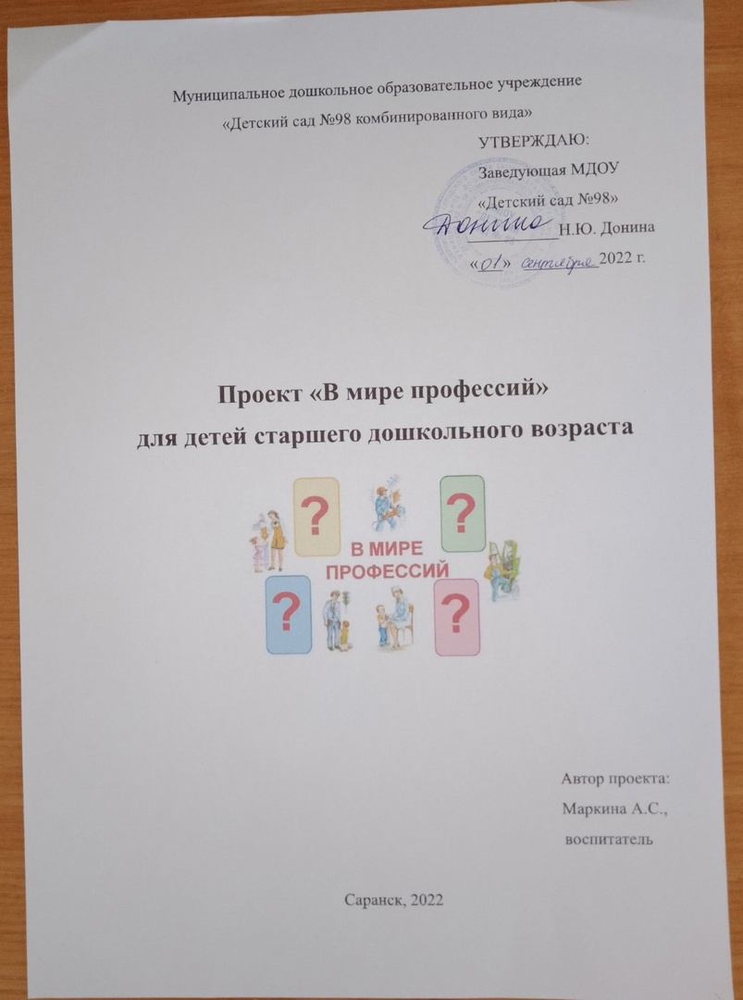 Муниципальное дошкольное образовательное учреждение
«Детский сад №98 комбинированного вида»
УТВЕРЖДАЮ:
Заведующая МДОУ
«Детский сад №98»
Донина Н.Ю. Донина
«01» сентября 2022 г.
Проект «В мире профессий»
для детей старшего дошкольного возраста
? ?
В МИРЕ
ПРОФЕССИЙ
? ?
Автор проекта:
Маркина А.С.,
воспитатель
Саранск, 2022